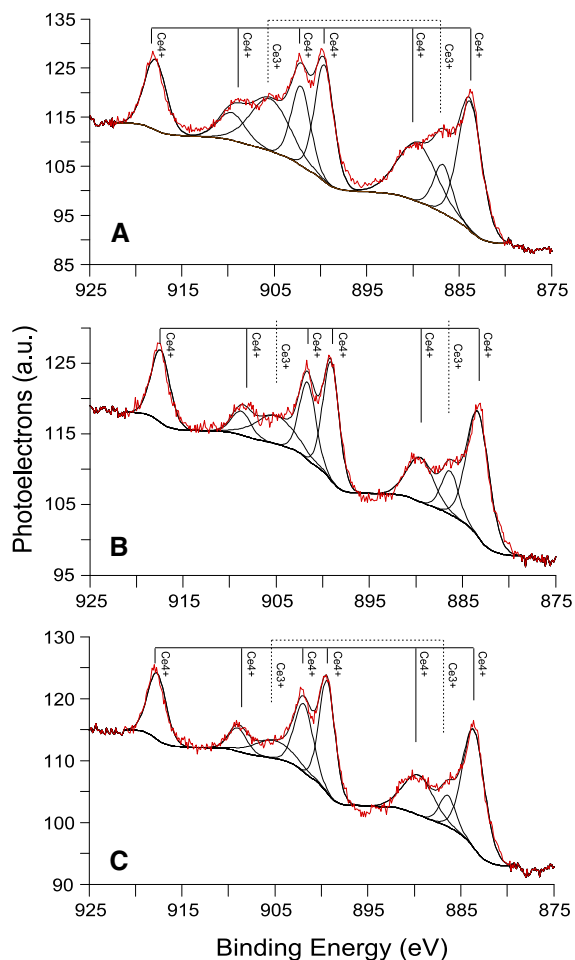 135
125
115
105
95
85
Ce4+
Ce4+
Ce3+
Ce4+
Ce4+
Ce4+
Ce3+
Ce4+
A
925 915 905 895 885 875
125
115
105
95
Ce4+
Ce4+
Ce3+
Ce4+
Ce4+
Ce4+
Ce3+
Ce4+
B
925 915 905 895 885 875
Photoelectrons (a.u.)
130
120
110
100
90
Ce4+
Ce4+
Ce3+
Ce4+
Ce4+
Ce4+
Ce3+
Ce4+
C
925 915 905 895 885 875
Binding Energy (eV)